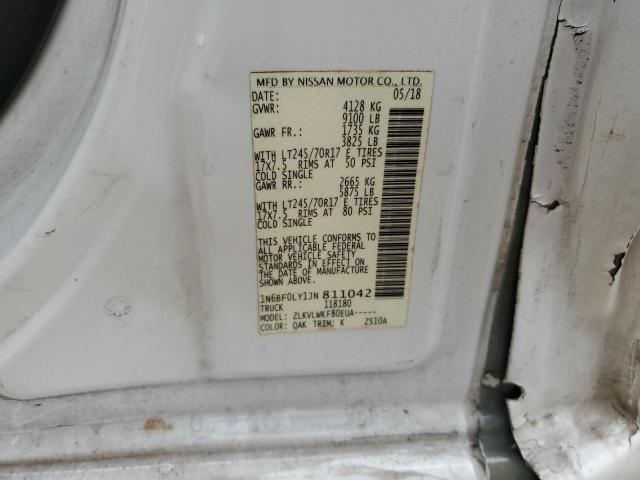 MFD BY NISSAN MOTOR CO., LTD.
DATE: 05/18
GVWR: 4128 KG
9100 LB
GAWR FR.: 1735 KG
3825 LB
WITH LT245/70R17 E TIRES
17X7.5 RIMS AT 50 PSI
COLD SINGLE
GAWR RR.: 2665 KG
5875 LB
WITH LT245/70R17 E TIRES
17X7.5 RIMS AT 80 PSI
COLD SINGLE
THIS VEHICLE CONFORMS TO ALL
APPLICABLE FEDERAL
MOTOR VEHICLE SAFETY
STANDARDS IN EFFECT ON
THE DATE OF MANUFACTURE
SHOWN ABOVE.
1N6BF0LY1JN 811042
TRUCK 118180
MODEL: ZLKVLWKF80EUA-----
COLOR: QAK TRIM: K ZS10A